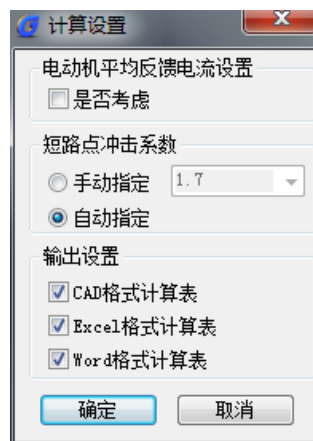 计算设置
电动机平均反馈电流设置
是否考虑
短路点冲击系数
手动指定 1.7
自动指定
输出设置
CAD格式计算表
Excel格式计算表
Word格式计算表
确定 取消